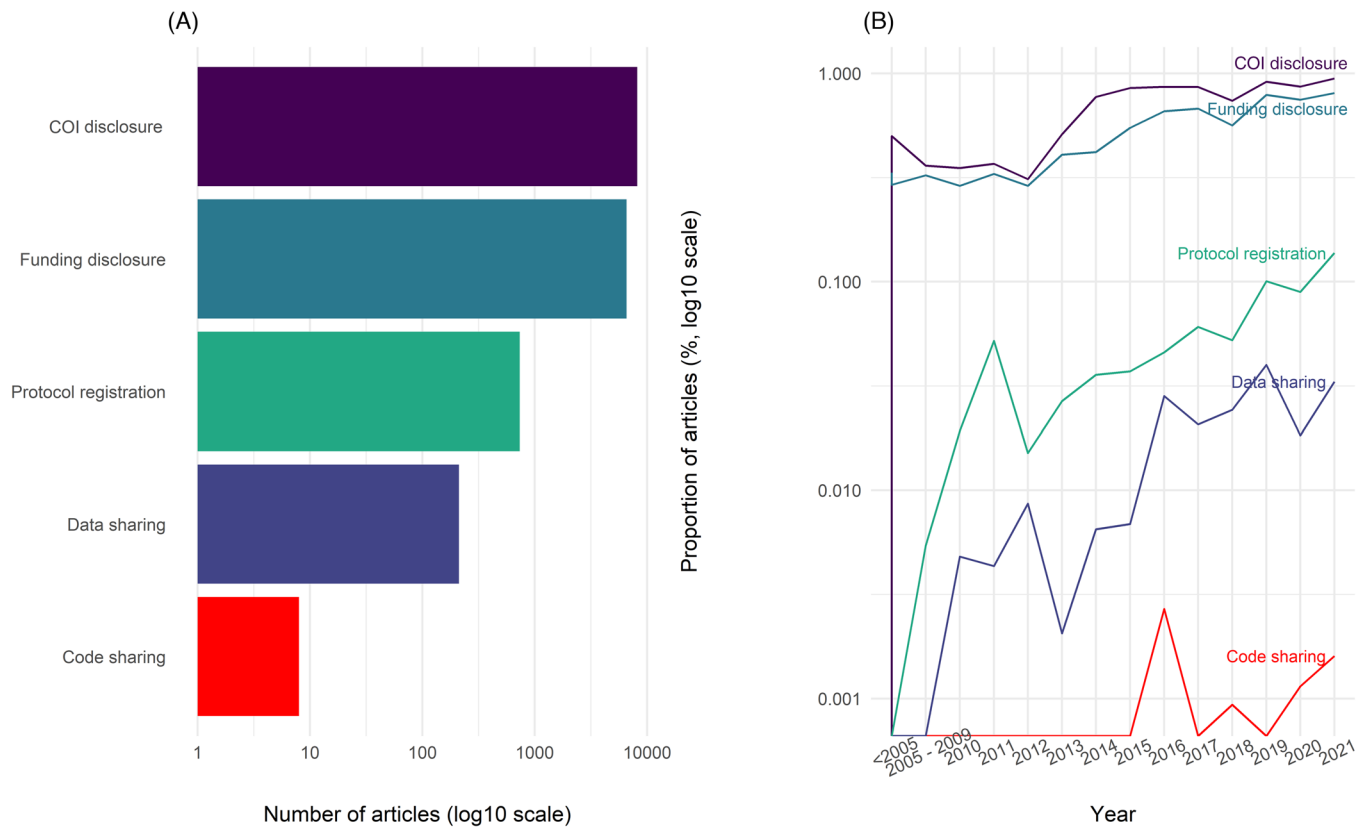 (A)
COI disclosure
Funding disclosure
Protocol registration
Data sharing
Code sharing
1
10
100
1000
10000
Number of articles (log10 scale)
(B)
Proportion of articles (%, log10 scale)
1.000
0.100
0.010
0.001
COI disclosure
Funding disclosure
Protocol registration
Data sharing
Code sharing
<2005
2005 - 2009
2010
2011
2012
2013
2014
2015
2016
2017
2018
2019
2020
2021
Year